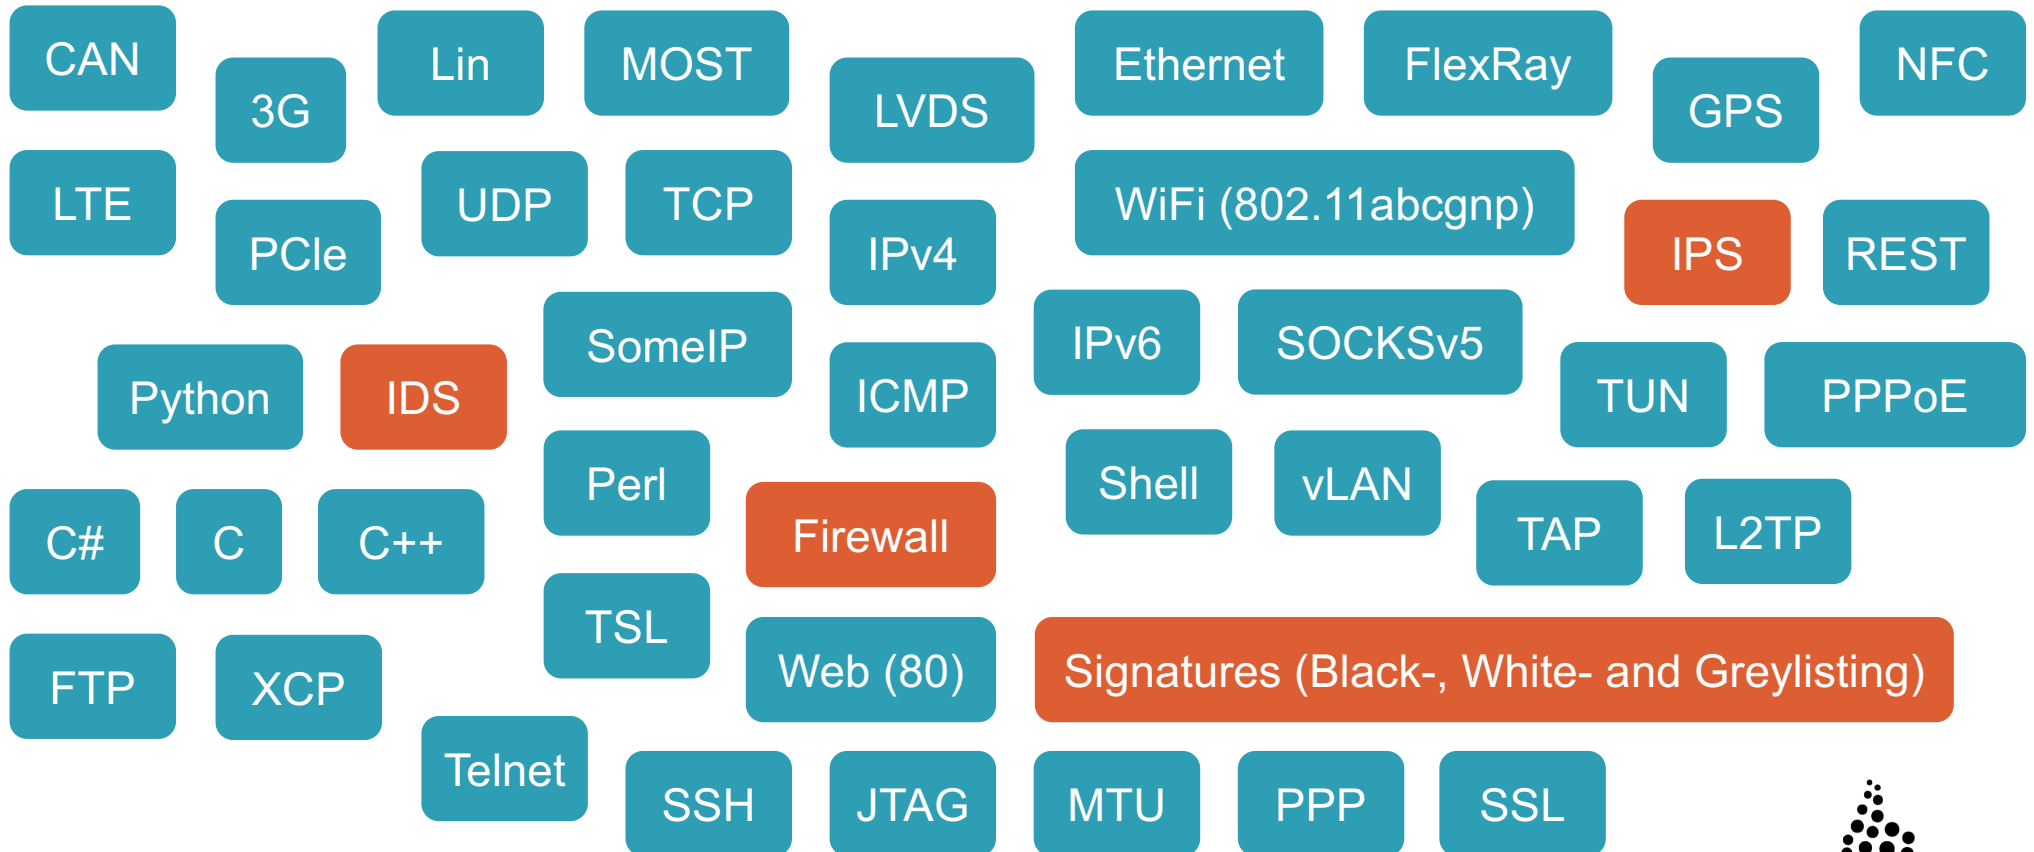 CAN
Lin
MOST
Ethernet
FlexRay
NFC
3G
LVDS
GPS
LTE
UDP
TCP
WiFi (802.11abcgnp)
PCIe
IPv4
IPS
REST
SomeIP
IPv6
SOCKSv5
Python
IDS
ICMP
TUN
PPPoE
Perl
Shell
vLAN
C#
C
C++
Firewall
TAP
L2TP
TSL
Web (80)
Signatures (Black-, White- and Greylisting)
FTP
XCP
Telnet
SSH
JTAG
MTU
PPP
SSL